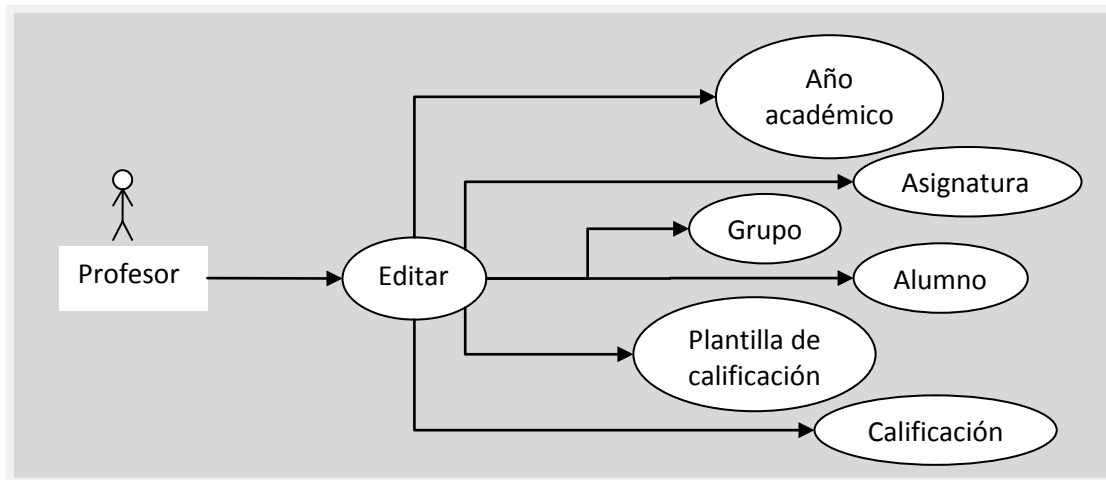 Año
académico
Asignatura
Grupo
Profesor
Editar
Alumno
Plantilla de
calificación
Calificación